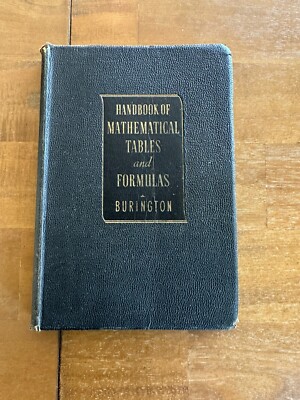 HANDBOOK OF
MATHEMATICAL
TABLES
and
FORMULAS
BURINGTON